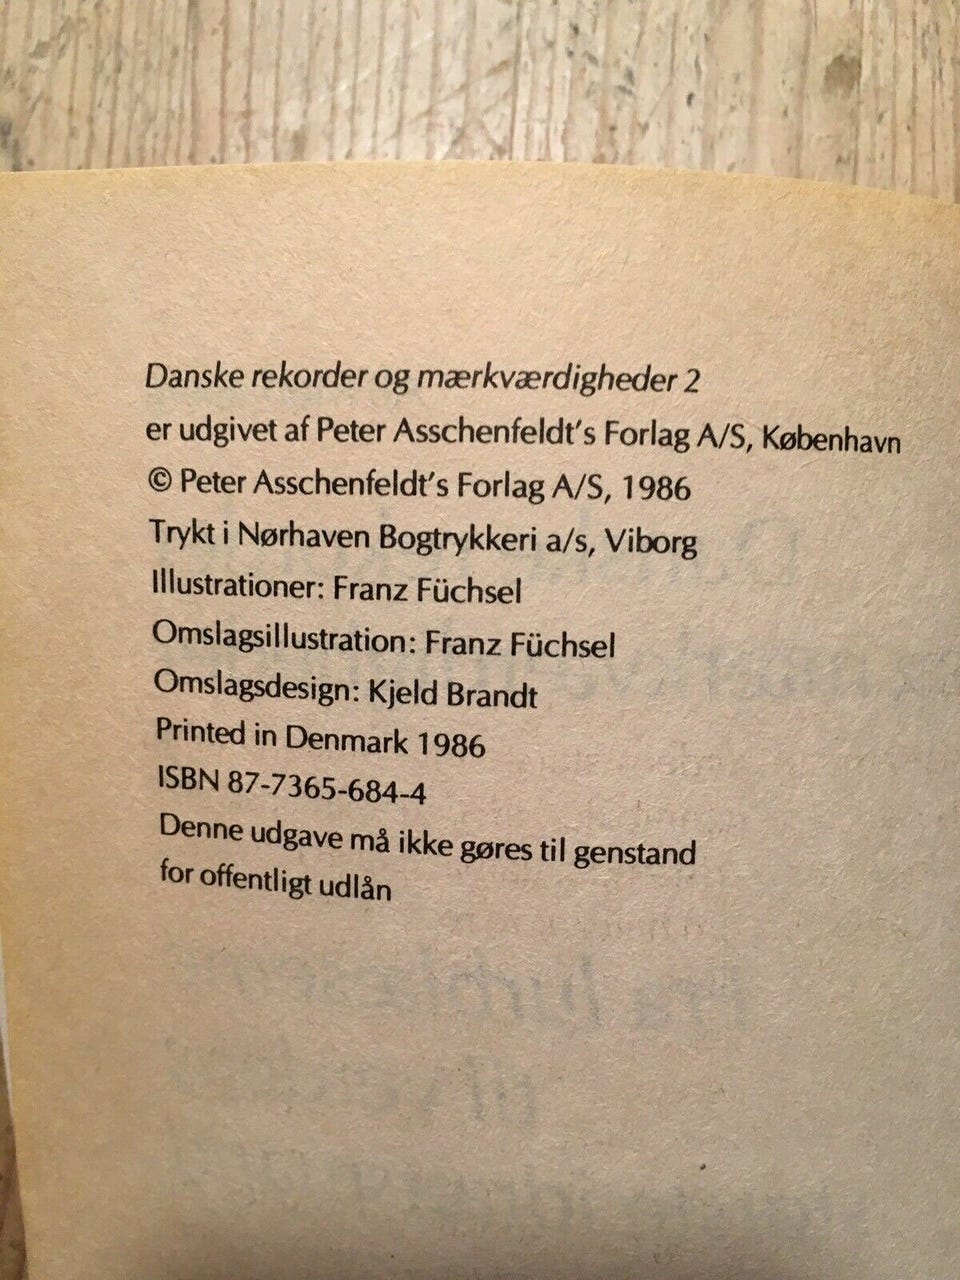 Danske rekorder og mærkværdigheder 2
er udgivet af Peter Asschenfeldt's Forlag A/S, København
© Peter Asschenfeldt's Forlag A/S, 1986
Trykt i Nørhaven Bogtrykkeri a/s, Viborg
Illustrationer: Franz Füchsel
Omslagsillustration: Franz Füchsel
Omslagsdesign: Kjeld Brandt
Printed in Denmark 1986
ISBN 87-7365-684-4
Denne udgave må ikke gøres til genstand
for offentligt udlån